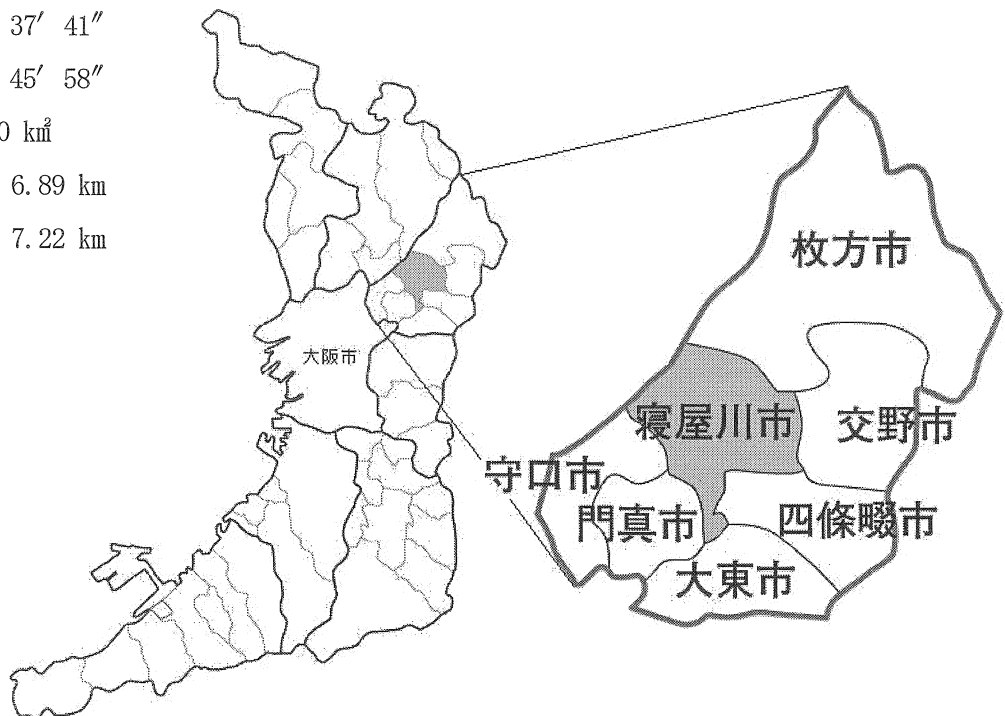 37′ 41″
45′ 58″
0 k㎡
6.89 km
7.22 km
大阪市
枚方市
寝屋川市
交野市
守口市
門真市
四條畷市
大東市